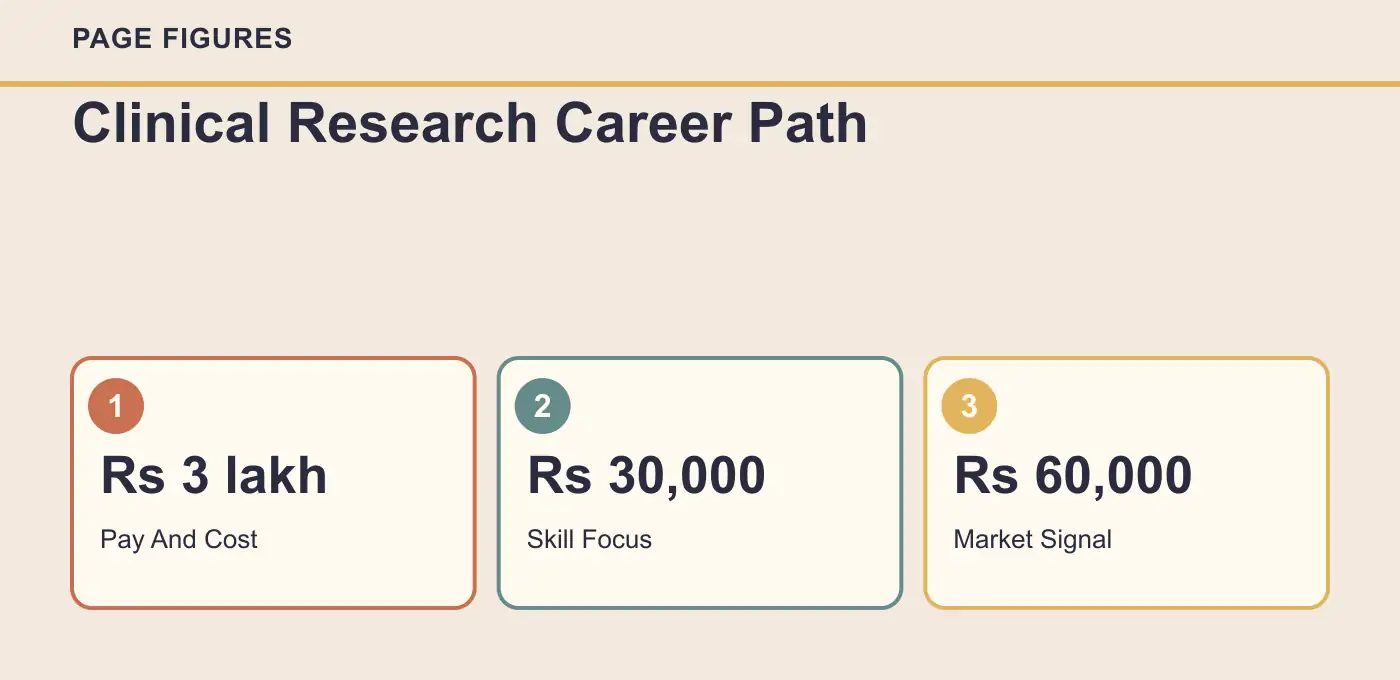 PAGE FIGURES
Clinical Research Career Path
1
Rs 3 lakh
Pay And Cost
2
Rs 30,000
Skill Focus
3
Rs 60,000
Market Signal